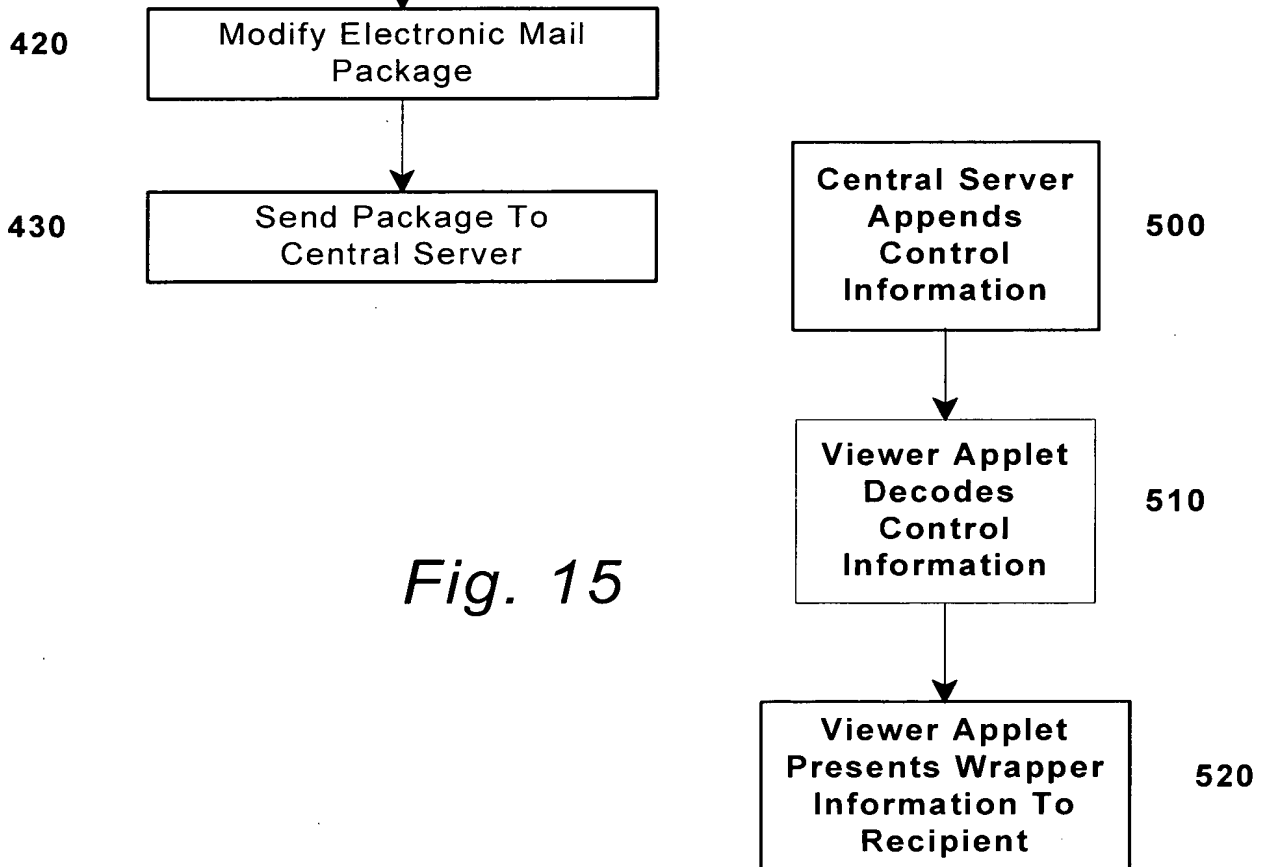 420
Modify Electronic Mail
Package
430
Send Package To
Central Server
Fig. 15
Central Server
Appends
Control
Information
500
Viewer Applet
Decodes
Control
Information
510
Viewer Applet
Presents Wrapper
Information To
Recipient
520